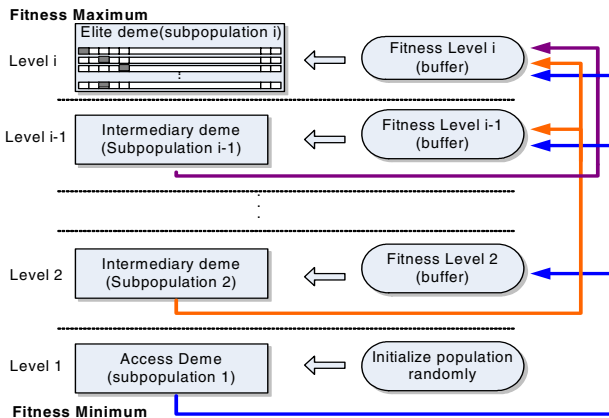 Fitness Maximum
Elite deme(subpopulation i)
Level i
Fitness Level i
(buffer)
Level i-1
Intermediary deme
(Subpopulation i-1)
Fitness Level i-1
(buffer)
Level 2
Intermediary deme
(Subpopulation 2)
Fitness Level 2
(buffer)
Level 1
Access Deme
(subpopulation 1)
Initialize population
randomly
Fitness Minimum